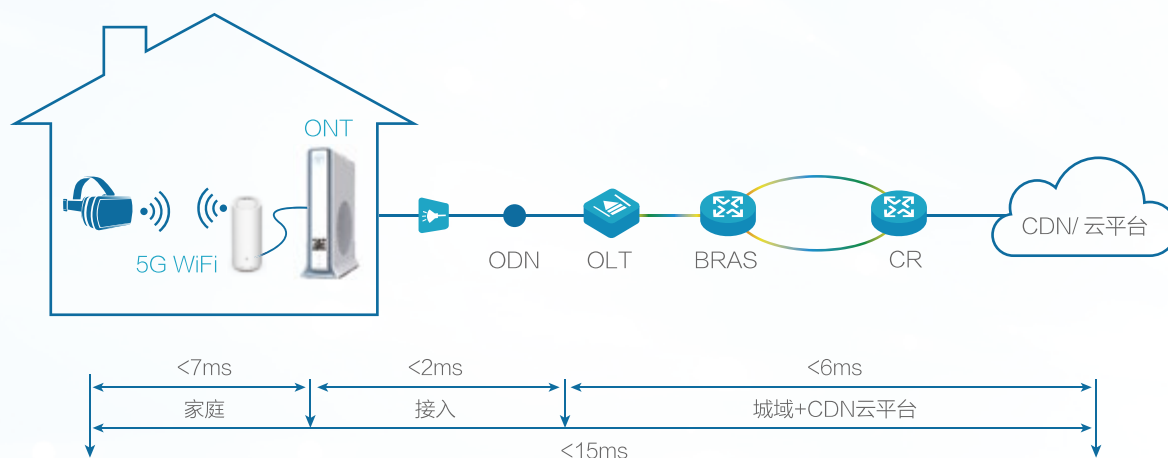 ONT
5G WiFi
ODN
OLT
BRAS
CR
CDN/ 云平台
<7ms
<2ms
<6ms
家庭
接入
城域+CDN云平台
<15ms